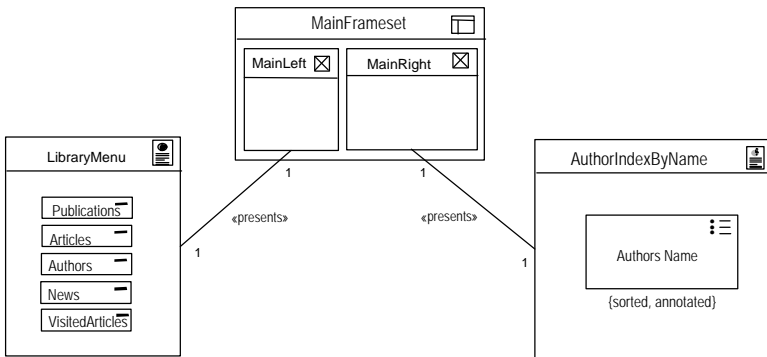 MainFrameset
MainLeft
MainRight
LibraryMenu
Publications
Articles
Authors
News
VisitedArticles
1
1
«presents»
«presents»
1
1
AuthorIndexByName
Authors Name
{sorted, annotated}